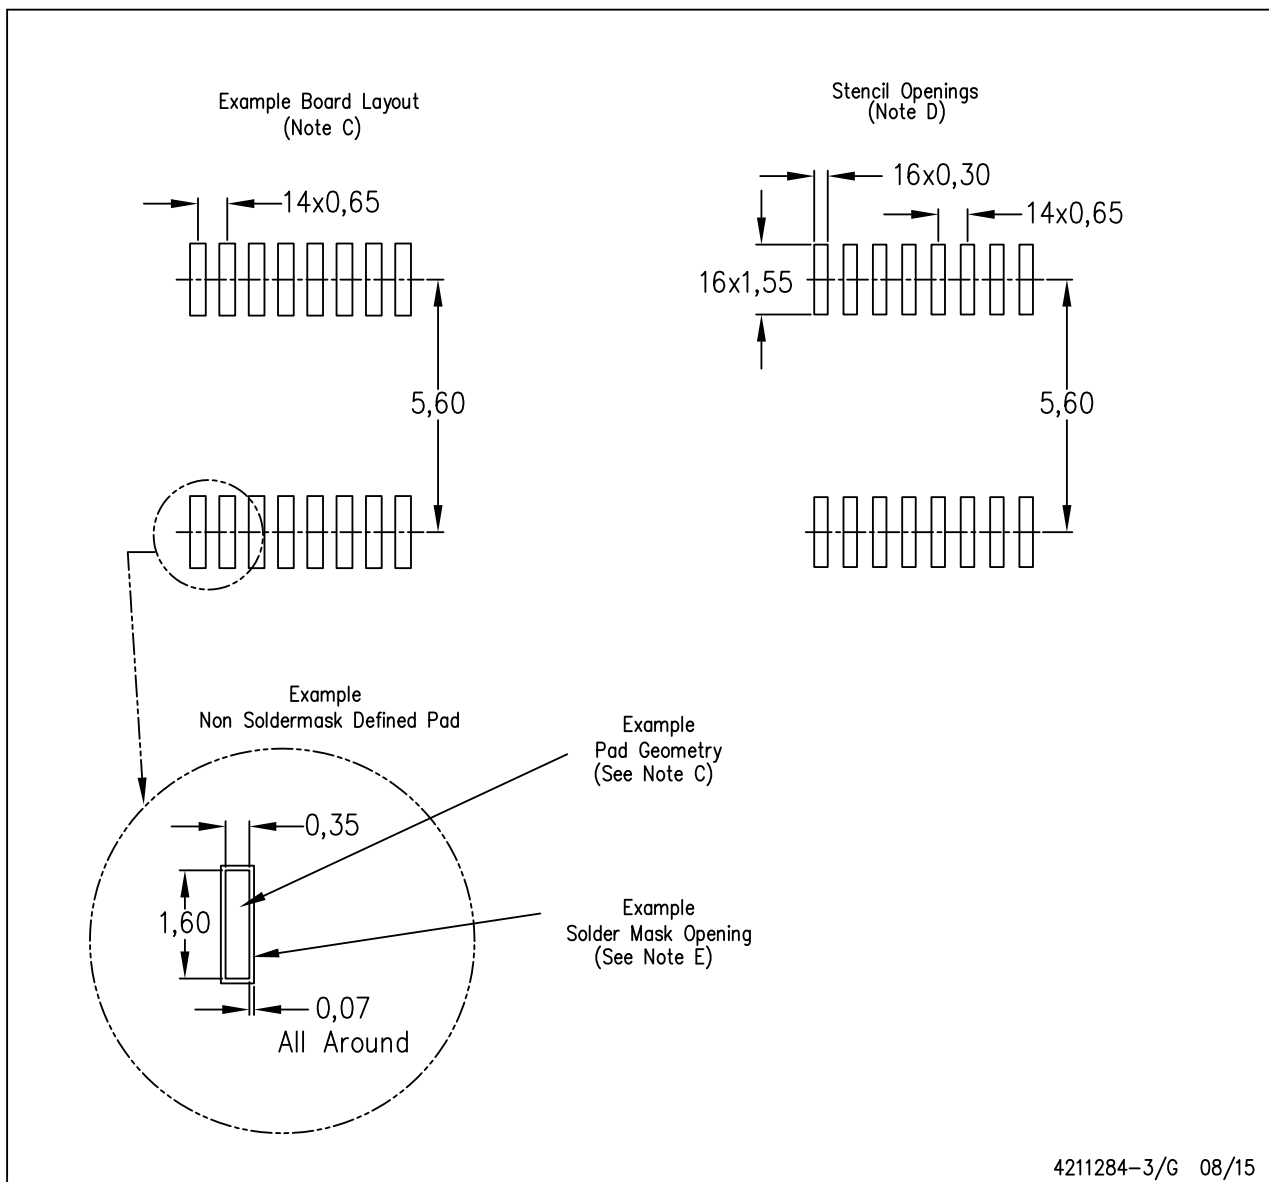 Example Board Layout
(Note C)
14x0,65
5,60
Stencil Openings
(Note D)
16x0,30
14x0,65
16x1,55
5,60
Example
Non Soldermask Defined Pad
Example
Pad Geometry
(See Note C)
0,35
1,60
Example
Solder Mask Opening
(See Note E)
0,07
All Around
4211284-3/G 08/15